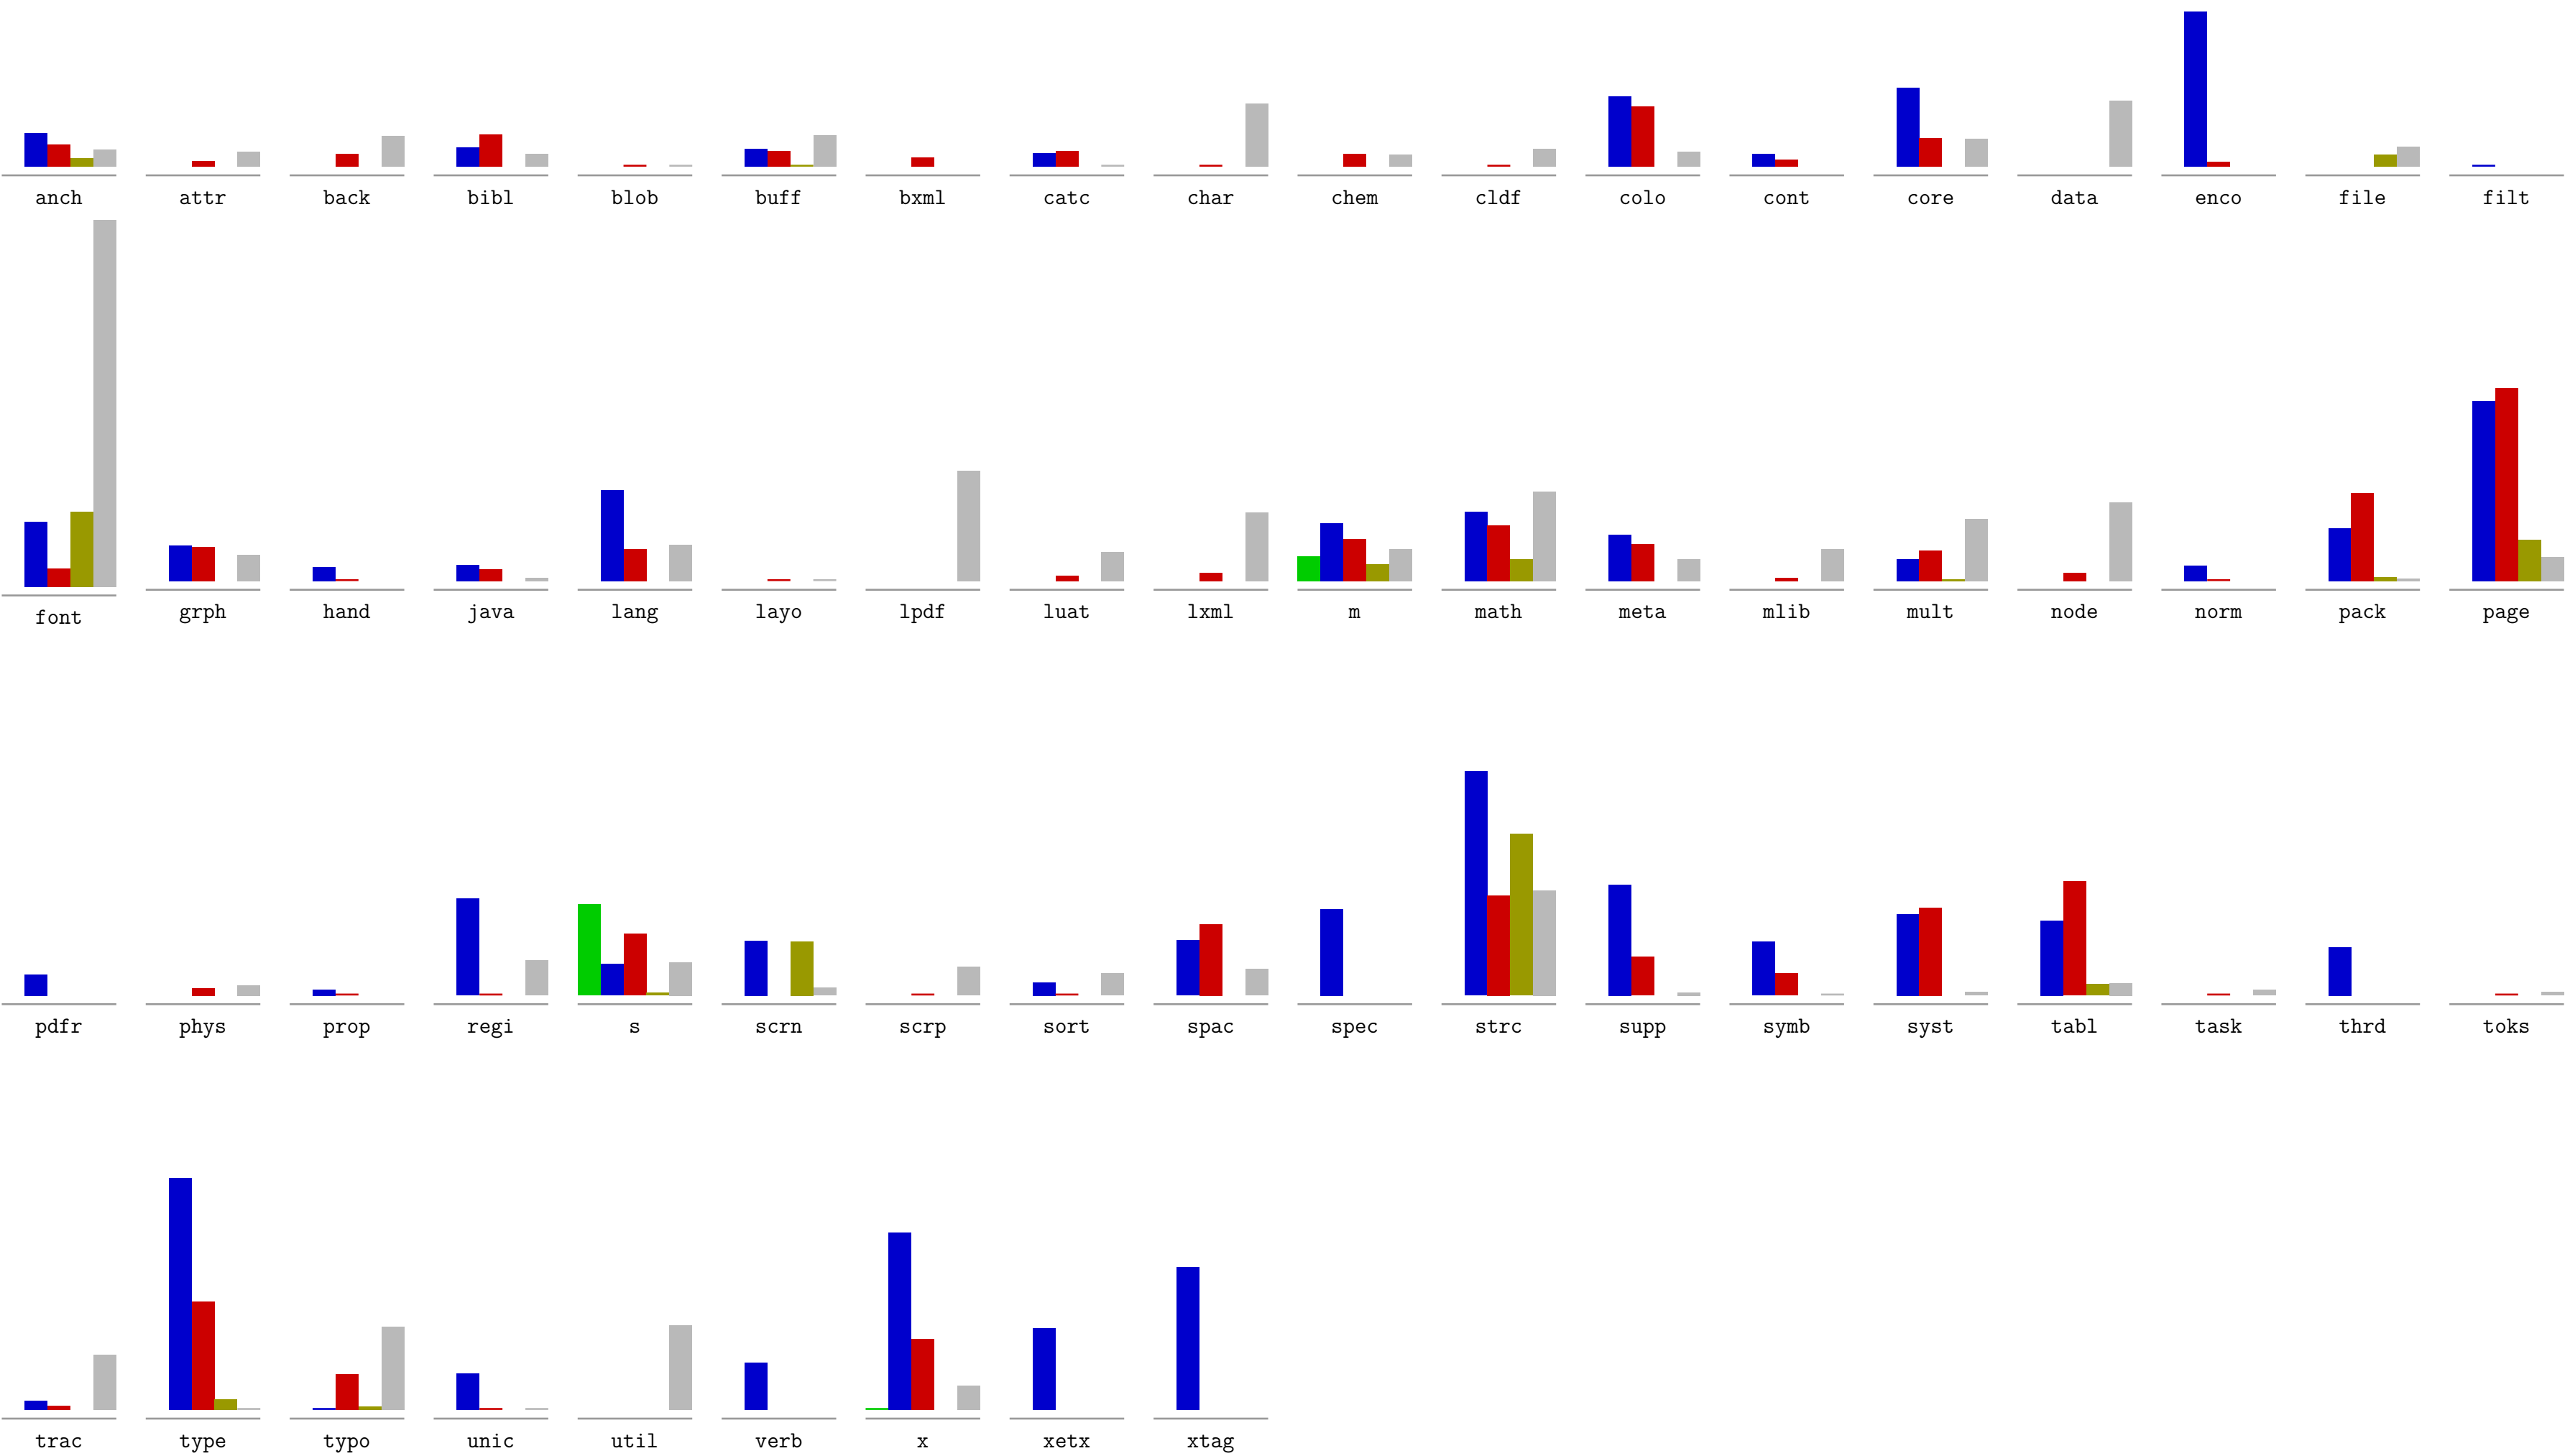 anch attr back bibl blob buff bxml catc char chem cldf colo cont core data enco file filt
font grph hand java lang layo lpdf luat lxml m math meta mlib mult node norm pack page
pdfr phys prop regi s scrn scrp sort spac spec strc supp symb syst tabl task thrd toks
trac type typo unic util verb x xetx xtag